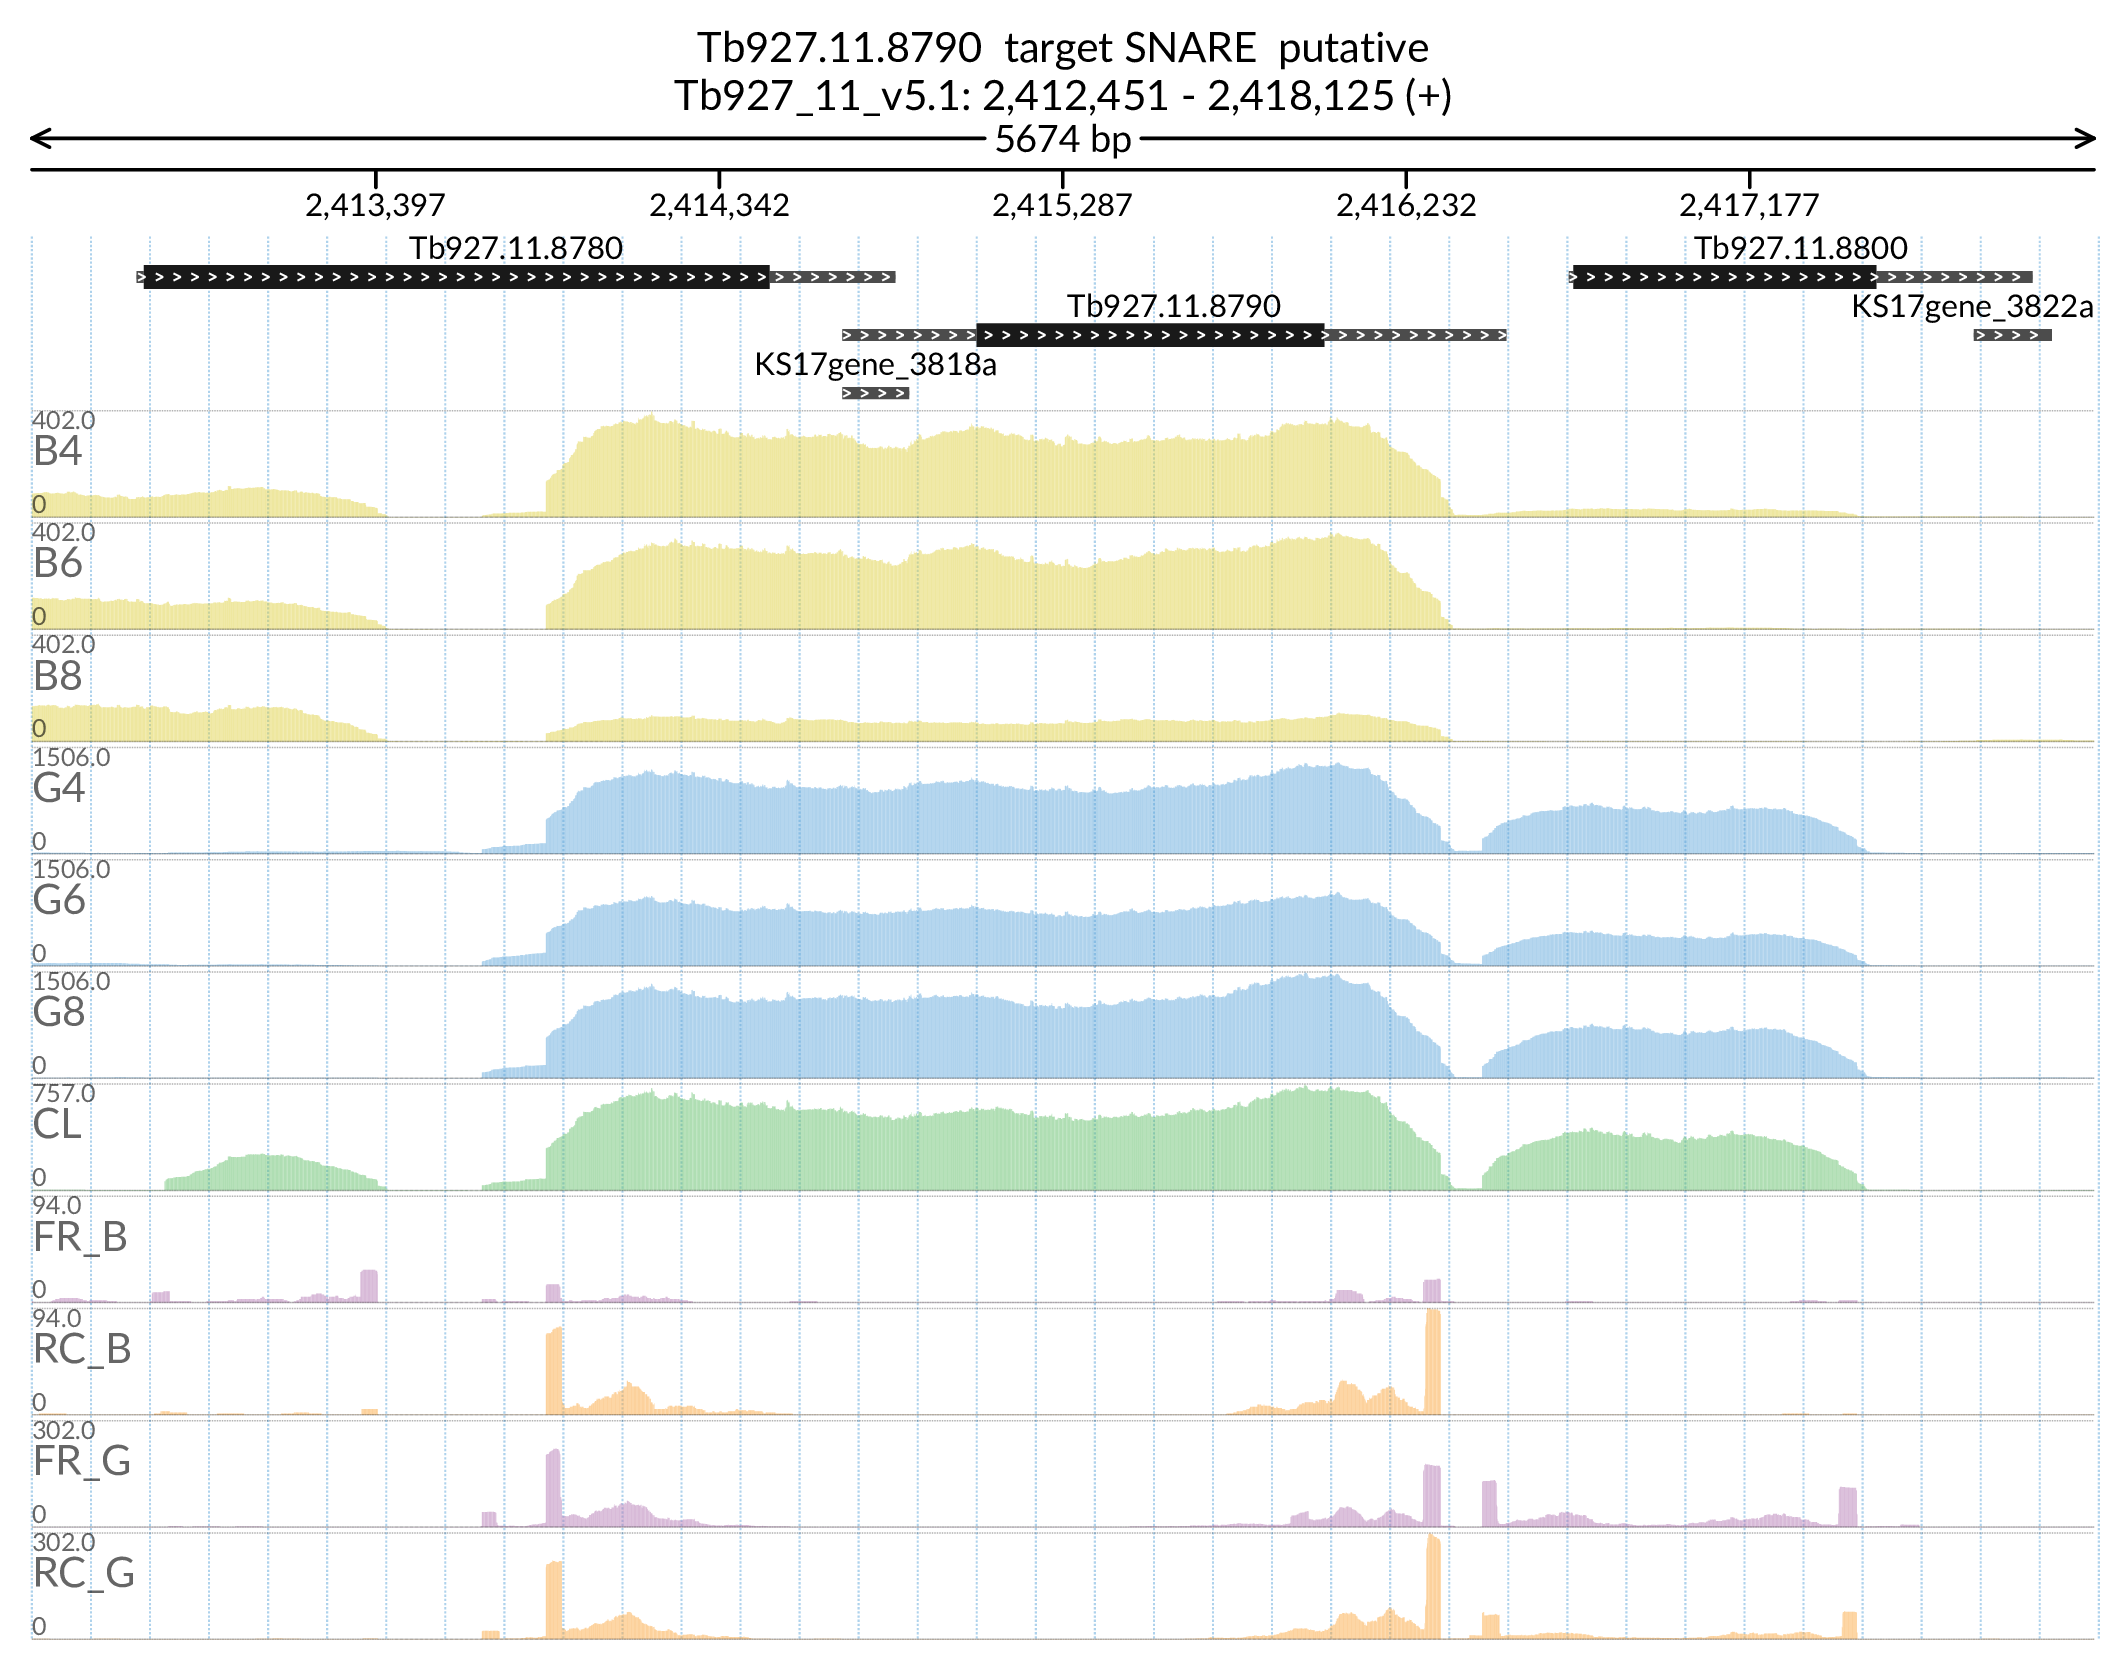 Tb927.11.8790 target SNARE putative
Tb927_11_v5.1: 2,412,451 - 2,418,125 (+)
5674 bp
2,413,397 2,414,342 2,415,287 2,416,232 2,417,177
Tb927.11.8780 Tb927.11.8800
Tb927.11.8790 KS17gene_3822a
KS17gene_3818a
402.0
B4
0
402.0
B6
0
402.0
B8
0
1506.0
G4
0
1506.0
G6
0
1506.0
G8
0
757.0
CL
0
94.0
FR_B
0
94.0
RC_B
0
302.0
FR_G
0
302.0
RC_G
0